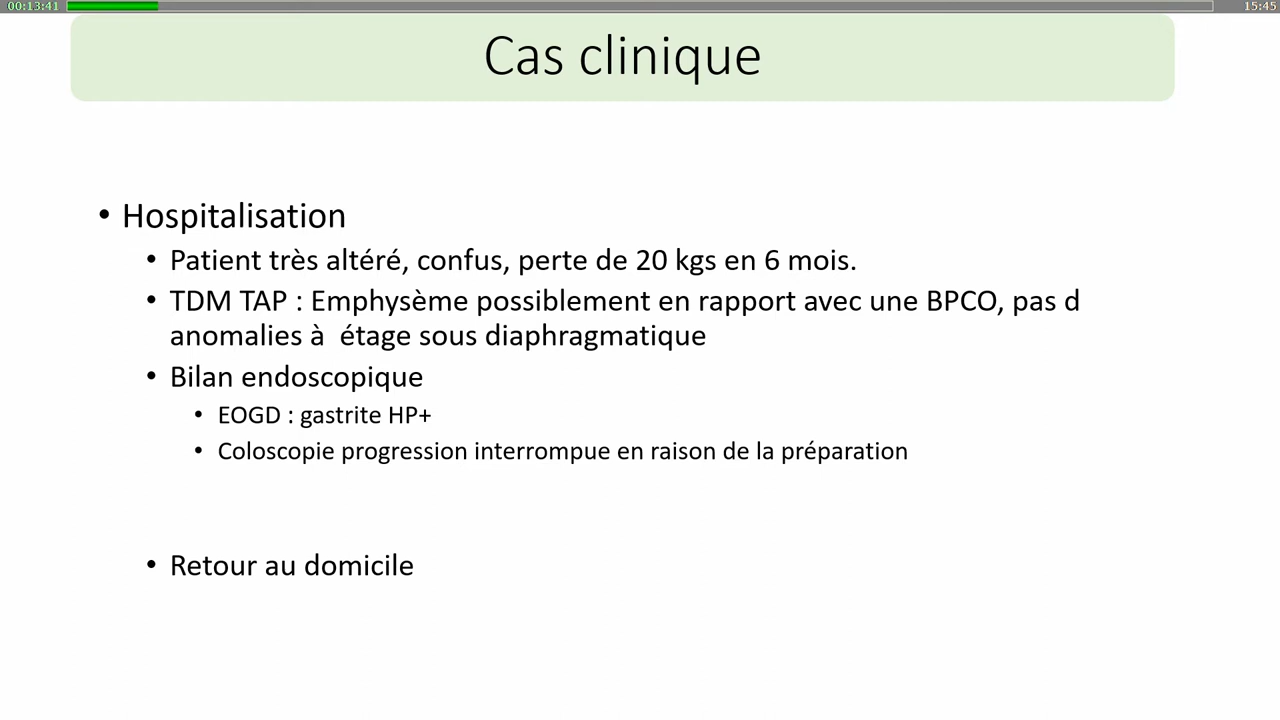 00:13:41 15:45
Cas clinique
• Hospitalisation
• Patient très altéré, confus, perte de 20 kgs en 6 mois.
• TDM TAP : Emphysème possiblement en rapport avec une BPCO, pas d
anomalies à  étage sous diaphragmatique
• Bilan endoscopique
• EOGD : gastrite HP+
• Coloscopie progression interrompue en raison de la préparation
• Retour au domicile